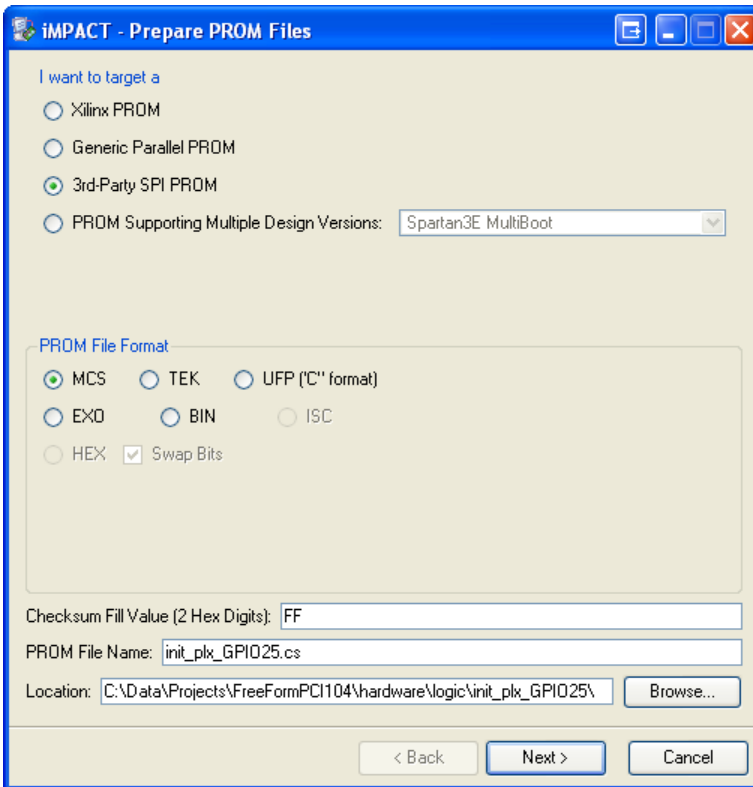 iMPACT - Prepare PROM Files
I want to target a
Xilinx PROM
Generic Parallel PROM
3rd-Party SPI PROM
PROM Supporting Multiple Design Versions: Spartan3E MultiBoot
PROM File Format
MCS TEK UFP ("C" format)
EXO BIN ISC
HEX Swap Bits
Checksum Fill Value (2 Hex Digits): FF
PROM File Name: init_plx_GPIO25.cs
Location: C:\Data\Projects\FreeFormPCI104\hardware\logic\init_plx_GPIO25\ Browse...
< Back Next > Cancel